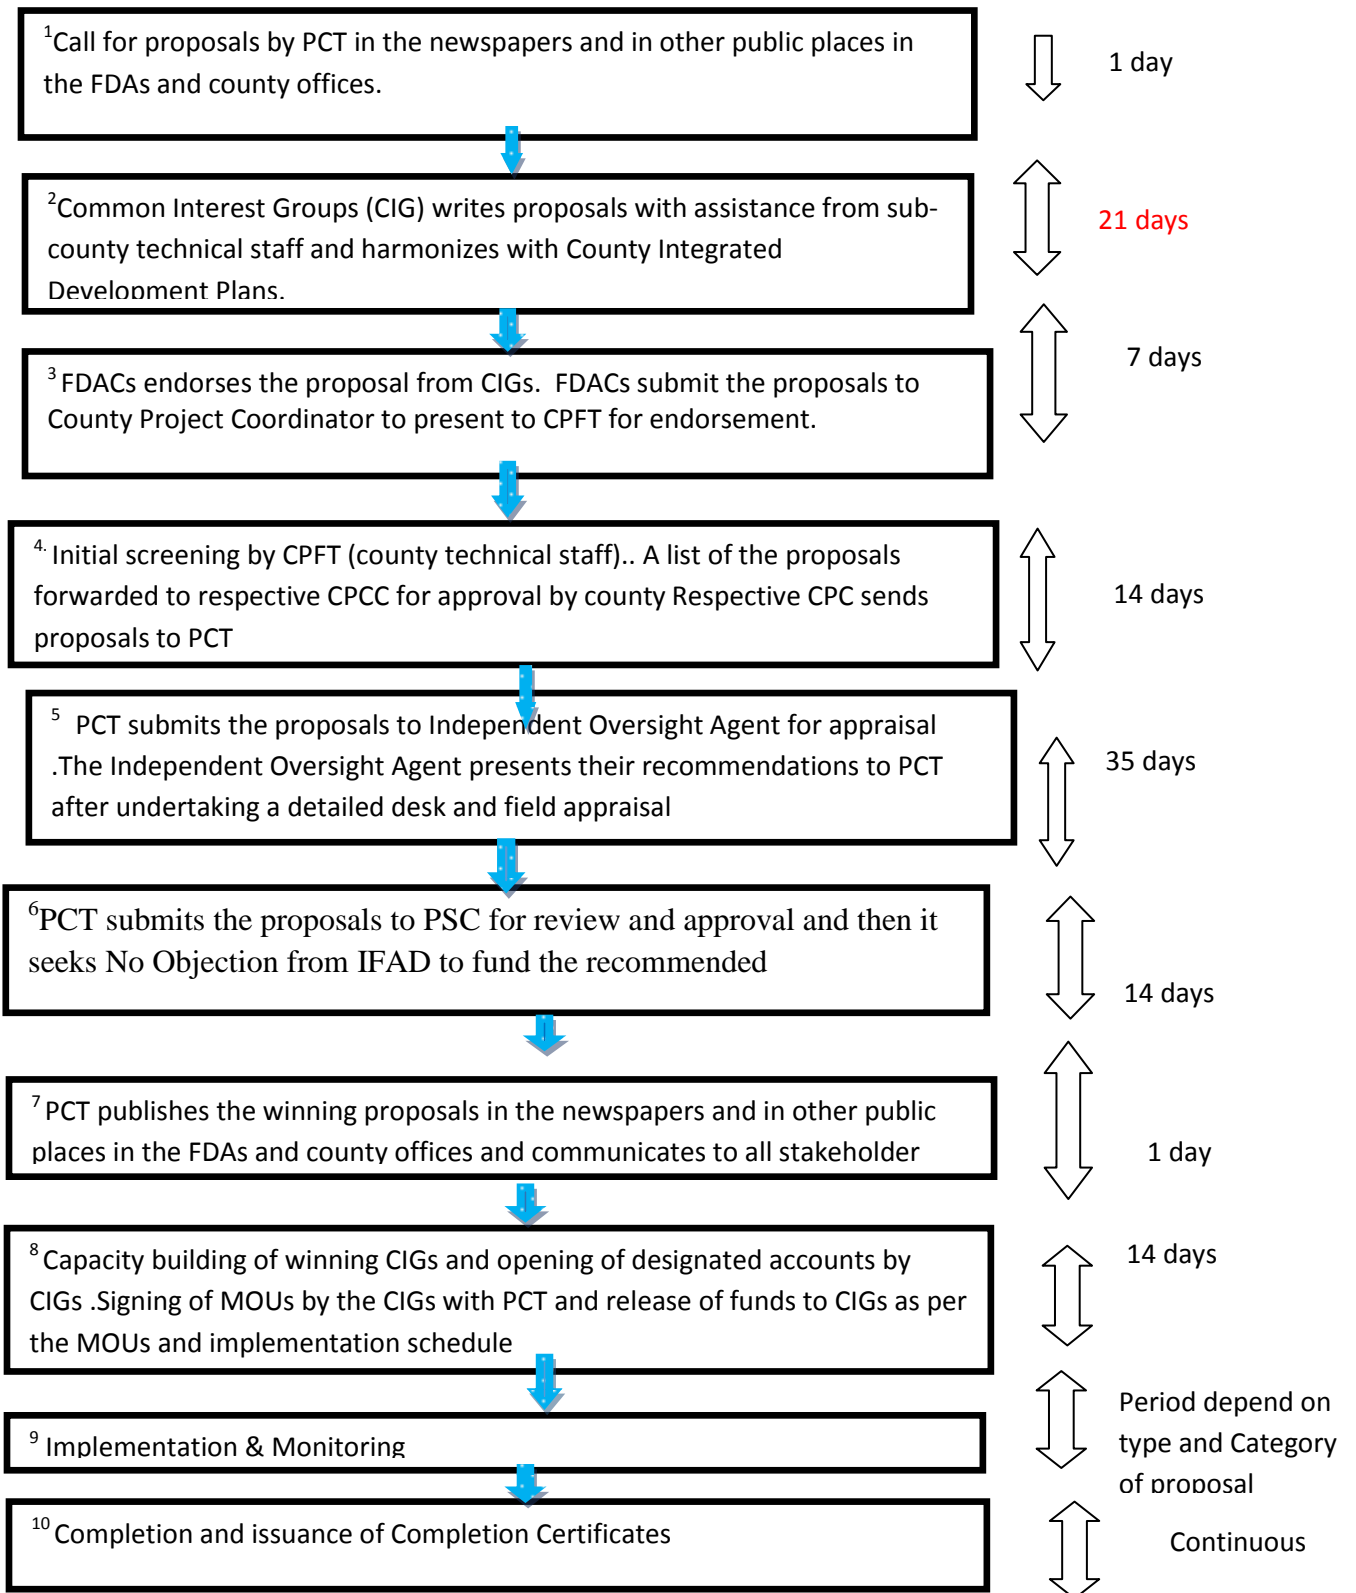 1Call for proposals by PCT in the newspapers and in other public places in
the FDAs and county offices.
1 day
2Common Interest Groups (CIG) writes proposals with assistance from sub-
county technical staff and harmonizes with County Integrated
Development Plans.
21 days
3 FDACs endorses the proposal from CIGs.  FDACs submit the proposals to
County Project Coordinator to present to CPFT for endorsement.
7 days
4. Initial screening by CPFT (county technical staff).. A list of the proposals
forwarded to respective CPCC for approval by county Respective CPC sends
proposals to PCT
14 days
5 PCT submits the proposals to Independent Oversight Agent for appraisal
.The Independent Oversight Agent presents their recommendations to PCT
after undertaking a detailed desk and field appraisal
35 days
6PCT submits the proposals to PSC for review and approval and then it
seeks No Objection from IFAD to fund the recommended
14 days
7 PCT publishes the winning proposals in the newspapers and in other public
places in the FDAs and county offices and communicates to all stakeholder
1 day
8 Capacity building of winning CIGs and opening of designated accounts by
CIGs .Signing of MOUs by the CIGs with PCT and release of funds to CIGs as per
the MOUs and implementation schedule
14 days
9 Implementation & Monitoring
Period depend on
type and Category
of proposal
10 Completion and issuance of Completion Certificates
Continuous